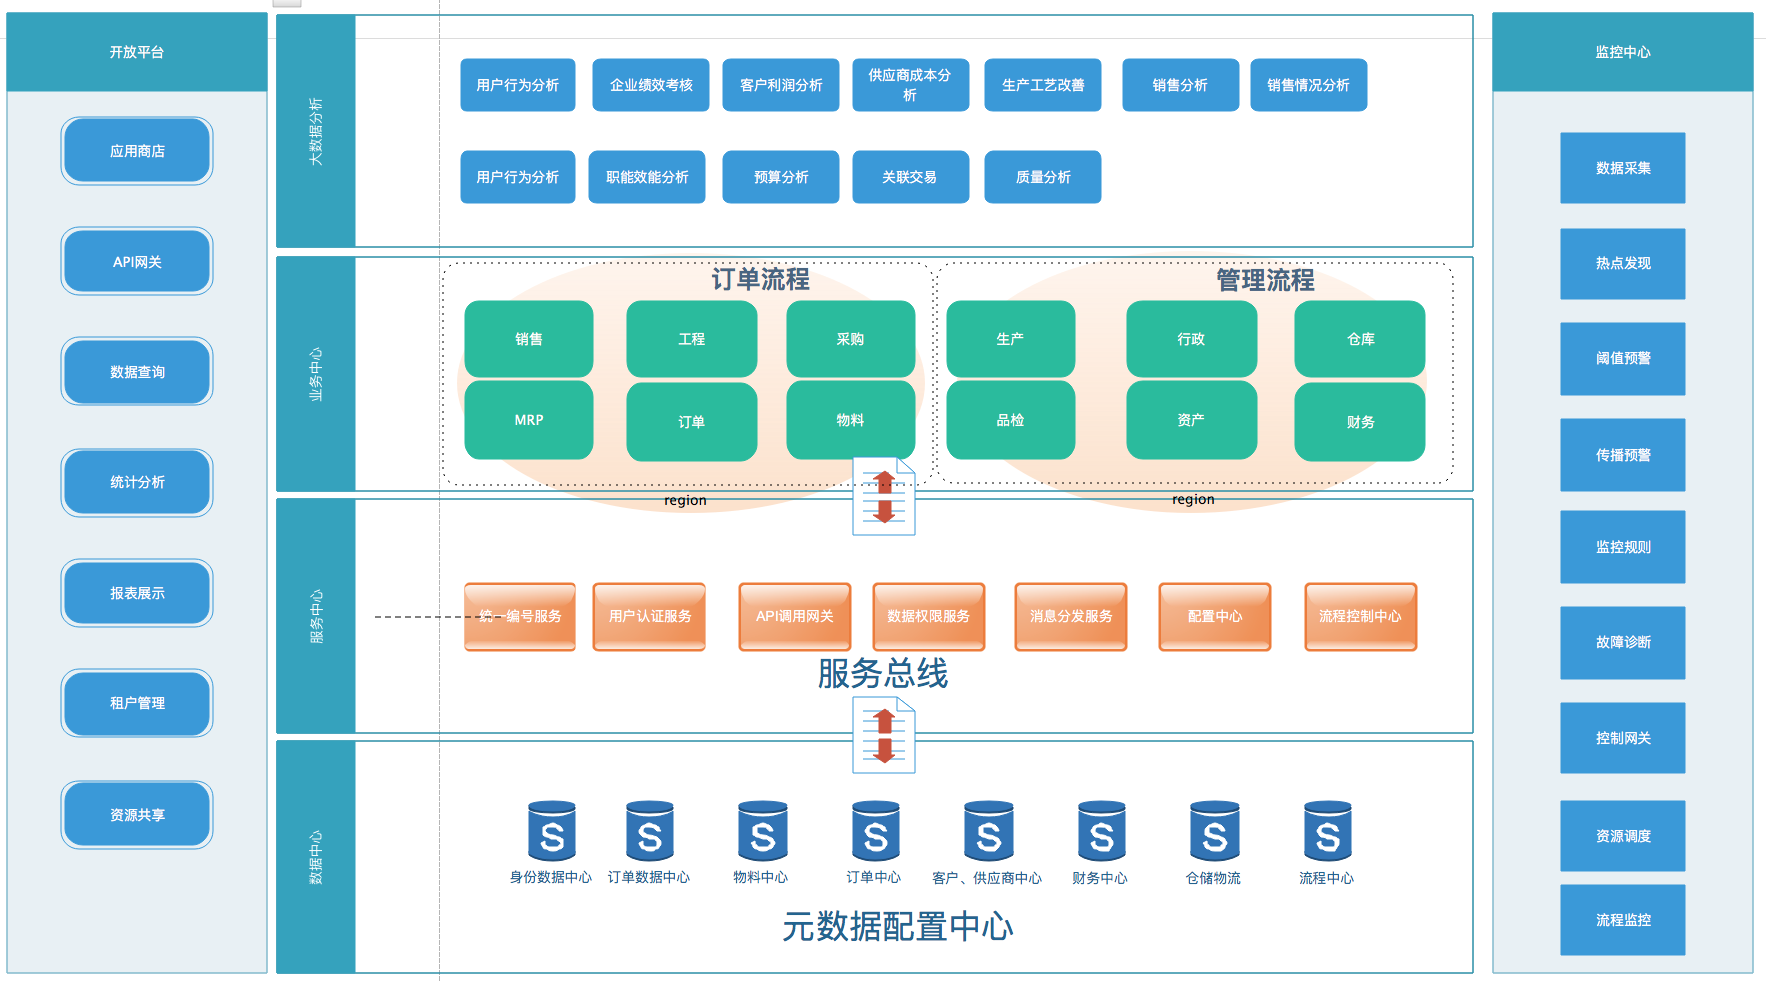 开放平台
应用商店
API网关
数据查询
统计分析
报表展示
租户管理
资源共享
大数据分析
用户行为分析
企业绩效考核
客户利润分析
供应商成本分
析
生产工艺改善
销售分析
销售情况分析
用户行为分析
职能效能分析
预算分析
关联交易
质量分析
业务中心
订单流程
销售
工程
采购
MRP
订单
物料
region
管理流程
生产
行政
仓库
品检
资产
财务
region
服务中心
统一编号服务
用户认证服务
API调用网关
数据权限服务
消息分发服务
配置中心
流程控制中心
服务总线
数据中心
身份数据中心
订单数据中心
物料中心
订单中心
客户、供应商中心
财务中心
仓储物流
流程中心
元数据配置中心
监控中心
数据采集
热点发现
阈值预警
传播预警
监控规则
故障诊断
控制网关
资源调度
流程监控